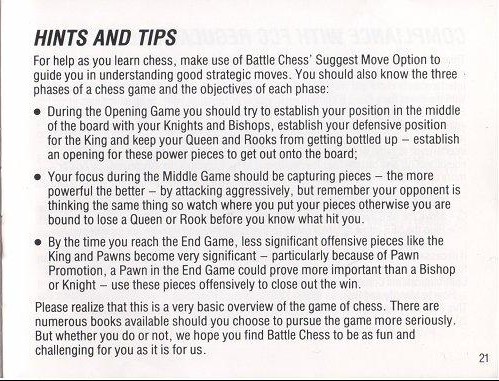 HINTS AND TIPS
For help as you learn chess, make use of Battle Chess' Suggest Move Option to
guide you in understanding good strategic moves. You should also know the three
phases of a chess game and the objectives of each phase:
● During the Opening Game you should try to establish your position in the middle
of the board with your Knights and Bishops, establish your defensive position
for the King and keep your Queen and Rooks from getting bottled up – establish
an opening for these power pieces to get out onto the board;
● Your focus during the Middle Game should be capturing pieces – the more
powerful the better – by attacking aggressively, but remember your opponent is
thinking the same thing so watch where you put your pieces otherwise you are
bound to lose a Queen or Rook before you know what hit you.
● By the time you reach the End Game, less significant offensive pieces like the
King and Pawns become very significant – particularly because of Pawn
Promotion, a Pawn in the End Game could prove more important than a Bishop
or Knight – use these pieces offensively to close out the win.
Please realize that this is a very basic overview of the game of chess. There are
numerous books available should you choose to pursue the game more seriously.
But whether you do or not, we hope you find Battle Chess to be as fun and
challenging for you as it is for us.
21